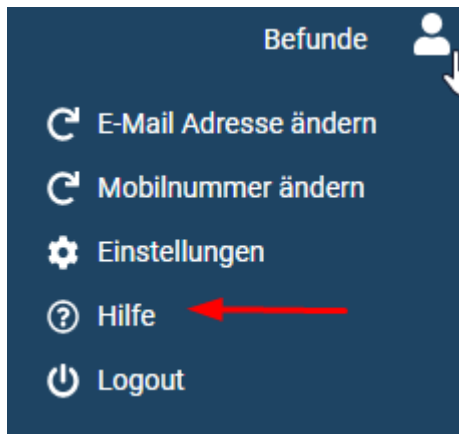 Befunde
E-Mail Adresse ändern
Mobilnummer ändern
Einstellungen
Hilfe
Logout